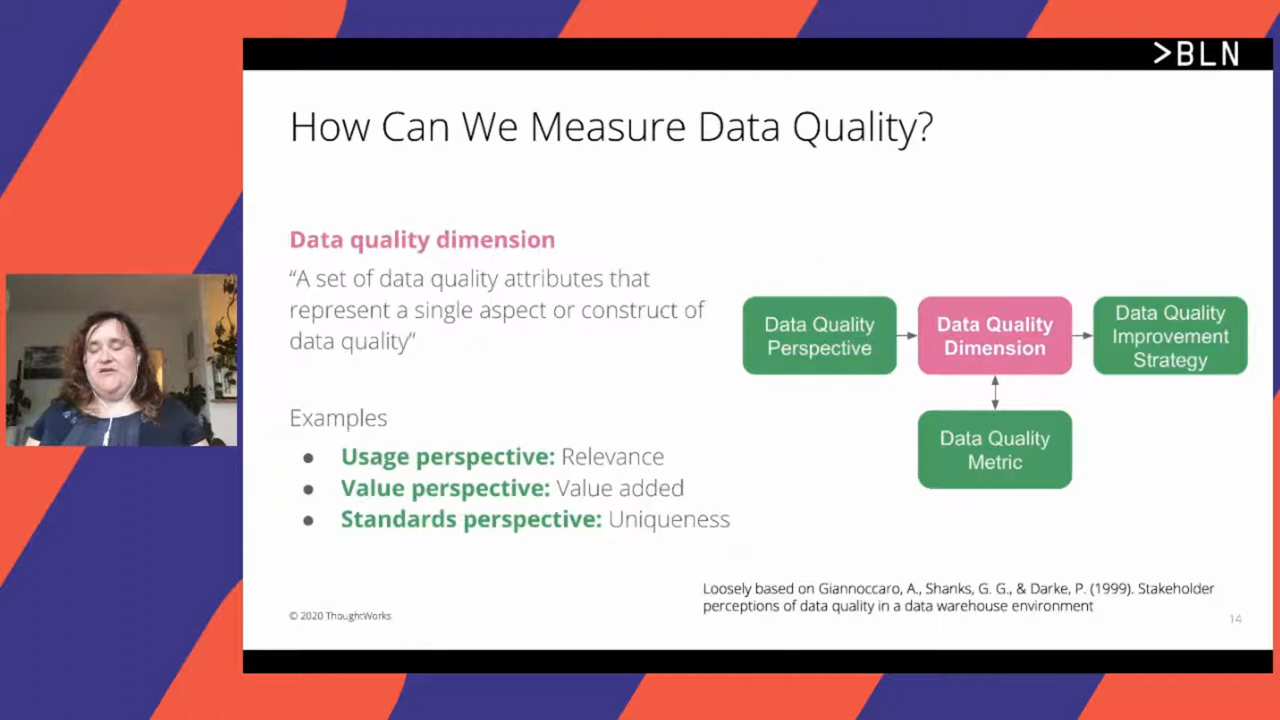 >BLN
How Can We Measure Data Quality?
Data quality dimension
“A set of data quality attributes that
represent a single aspect or construct of
data quality”
Examples
● Usage perspective: Relevance
● Value perspective: Value added
● Standards perspective: Uniqueness
Data Quality
Perspective
Data Quality
Dimension
Data Quality
Improvement
Strategy
Data Quality
Metric
Loosely based on Giannoccaro, A., Shanks, G. G., & Darke, P. (1999). Stakeholder
perceptions of data quality in a data warehouse environment
© 2020 ThoughtWorks
14